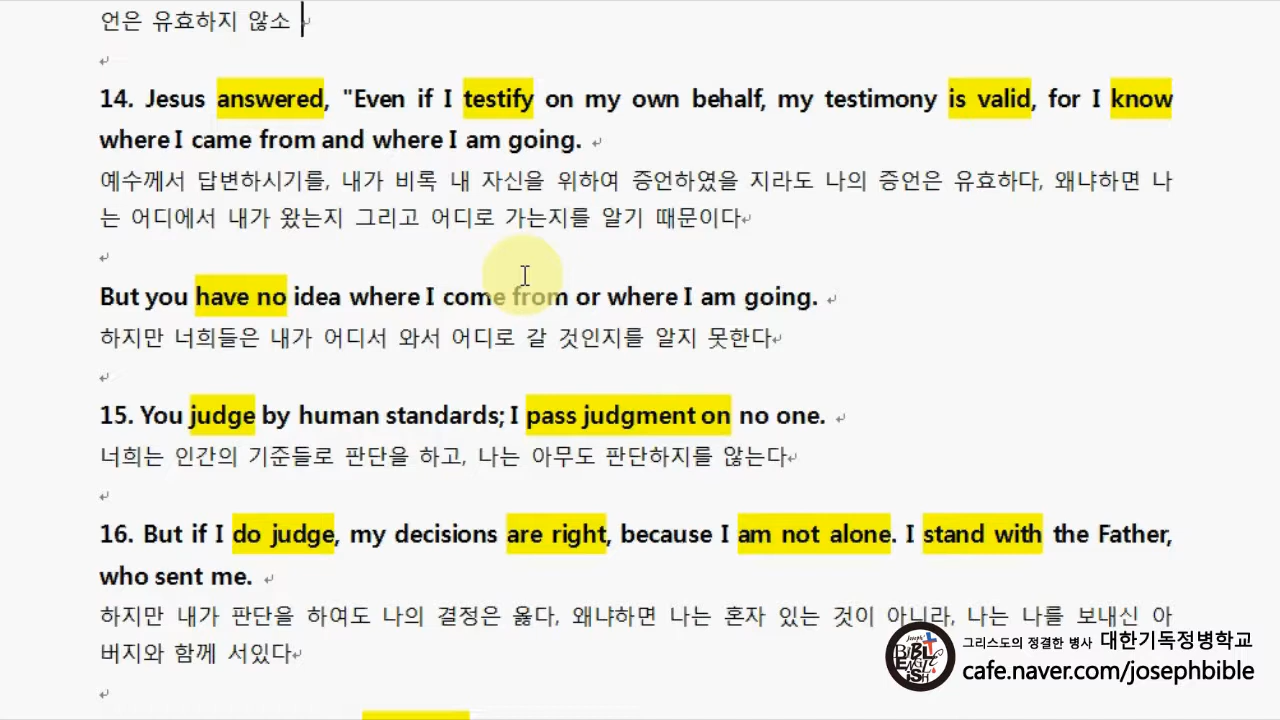 언은 유효하지 않소
14. Jesus answered, "Even if I testify on my own behalf, my testimony is valid, for I know
where I came from and where I am going.
예수께서 답변하시기를, 내가 비록 내 자신을 위하여 증언하였을 지라도 나의 증언은 유효하다, 왜냐하면 나
는 어디에서 내가 왔는지 그리고 어디로 가는지를 알기 때문이다
But you have no idea where I come from or where I am going.
하지만 너희들은 내가 어디서 와서 어디로 갈 것인지를 알지 못한다
15. You judge by human standards; I pass judgment on no one.
너희는 인간의 기준들로 판단을 하고, 나는 아무도 판단하지를 않는다
16. But if I do judge, my decisions are right, because I am not alone. I stand with the Father,
who sent me.
하지만 내가 판단을 하여도 나의 결정은 옳다, 왜냐하면 나는 혼자 있는 것이 아니라, 나는 나를 보내신 아
버지와 함께 서있다
Joseph's
BIBLE
ENGLISH
그리스도의 정결한 병사 대한기독정병학교
cafe.naver.com/josephbible